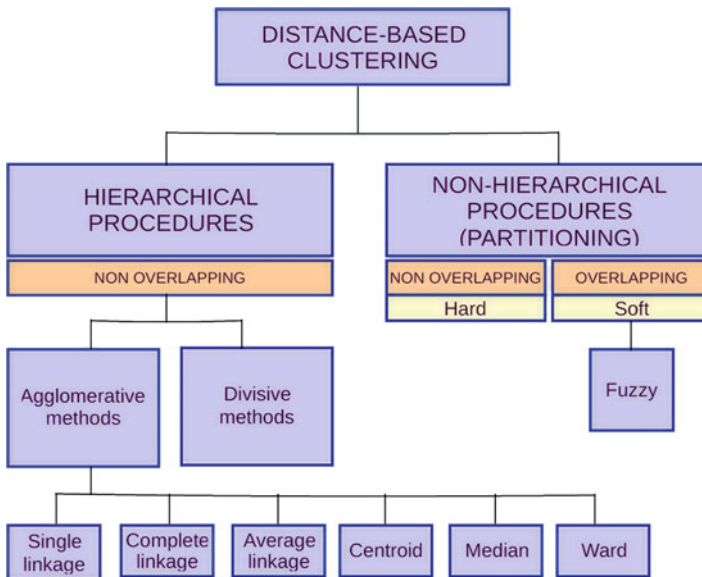 DISTANCE-BASED
CLUSTERING
HIERARCHICAL
PROCEDURES
NON OVERLAPPING
NON-HIERARCHICAL
PROCEDURES
(PARTITIONING)
NON OVERLAPPING
OVERLAPPING
Hard
Soft
Agglomerative
methods
Divisive
methods
Fuzzy
Single
linkage
Complete
linkage
Average
linkage
Centroid
Median
Ward